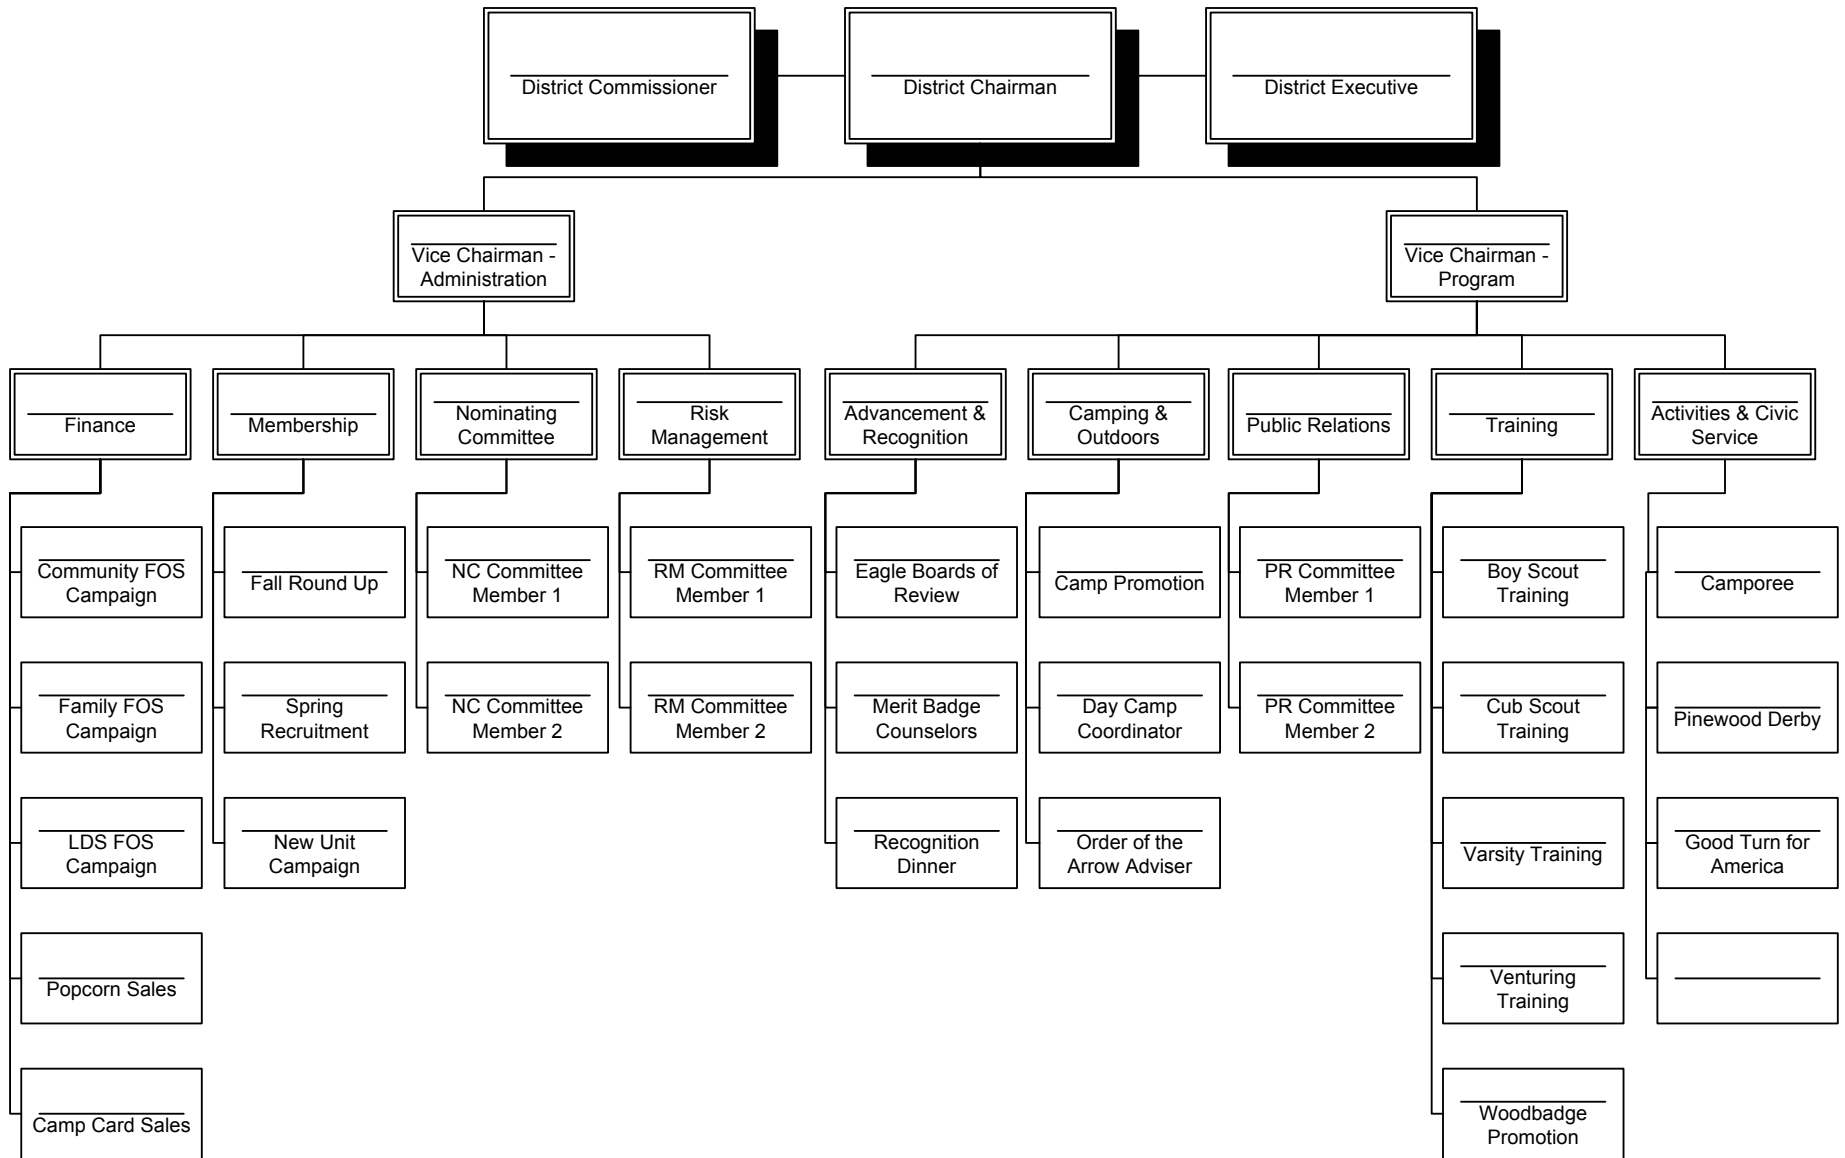 District Commissioner
District Chairman
District Executive
Vice Chairman -
Administration
Vice Chairman -
Program
Finance
Membership
Nominating
Committee
Risk
Management
Advancement &
Recognition
Camping &
Outdoors
Public Relations
Training
Activities & Civic
Service
Community FOS
Campaign
Fall Round Up
NC Committee
Member 1
RM Committee
Member 1
Eagle Boards of
Review
Camp Promotion
PR Committee
Member 1
Boy Scout
Training
Camporee
Family FOS
Campaign
Spring
Recruitment
NC Committee
Member 2
RM Committee
Member 2
Merit Badge
Counselors
Day Camp
Coordinator
PR Committee
Member 2
Cub Scout
Training
Pinewood Derby
LDS FOS
Campaign
New Unit
Campaign
Recognition
Dinner
Order of the
Arrow Adviser
Varsity Training
Good Turn for
America
Popcorn Sales
Venturing
Training
Camp Card Sales
Woodbadge
Promotion